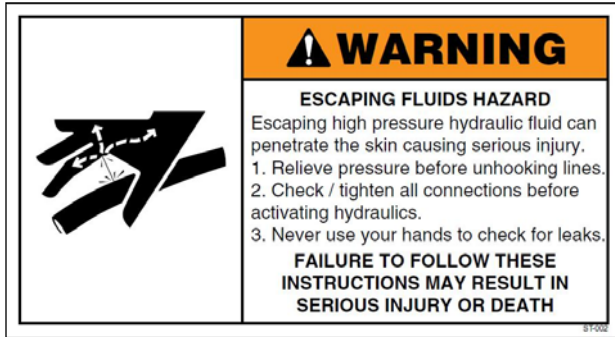 WARNING
ESCAPING FLUIDS HAZARD
Escaping high pressure hydraulic fluid can
penetrate the skin causing serious injury.
1. Relieve pressure before unhooking lines.
2. Check / tighten all connections before
activating hydraulics.
3. Never use your hands to check for leaks.
FAILURE TO FOLLOW THESE
INSTRUCTIONS MAY RESULT IN
SERIOUS INJURY OR DEATH
ST-002